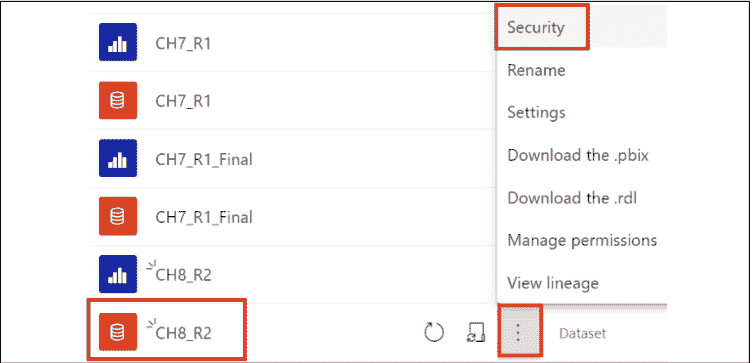 CH7_R1
CH7_R1
CH7_R1_Final
CH7_R1_Final
CH8_R2
CH8_R2
Dataset
Security
Rename
Settings
Download the .pbix
Download the .rdl
Manage permissions
View lineage